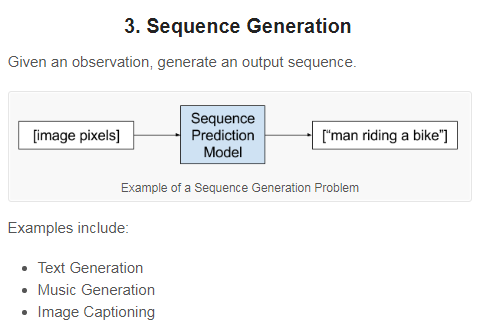 3. Sequence Generation
Given an observation, generate an output sequence.
[image pixels]
Sequence
Prediction
Model
["man riding a bike"]
Example of a Sequence Generation Problem
Examples include:
• Text Generation
• Music Generation
• Image Captioning